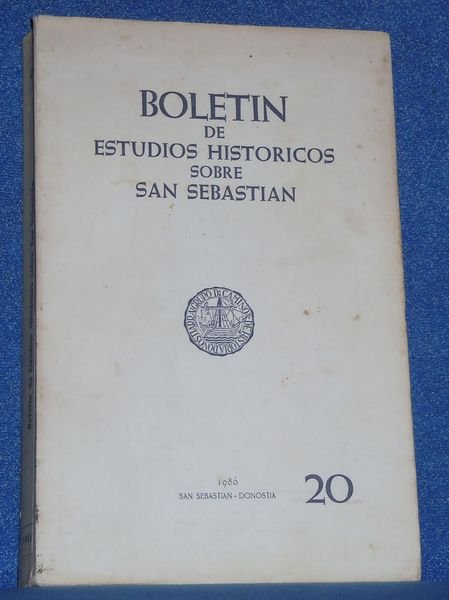 BOLETIN
DE
ESTUDIOS HISTORICOS
SOBRE
SAN SEBASTIAN
1986
SAN SEBASTIAN - DONOSTIA
20